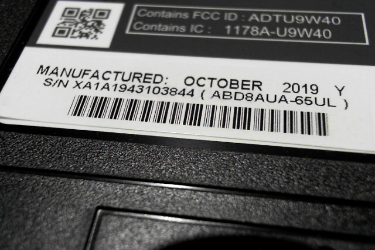 Contains FCC ID : ADTU9W40
Contains IC : 1178A-U9W40
MANUFACTURED: OCTOBER 2019 Y
S/N XA1A1943103844 ( ABD8AUA-65UL )